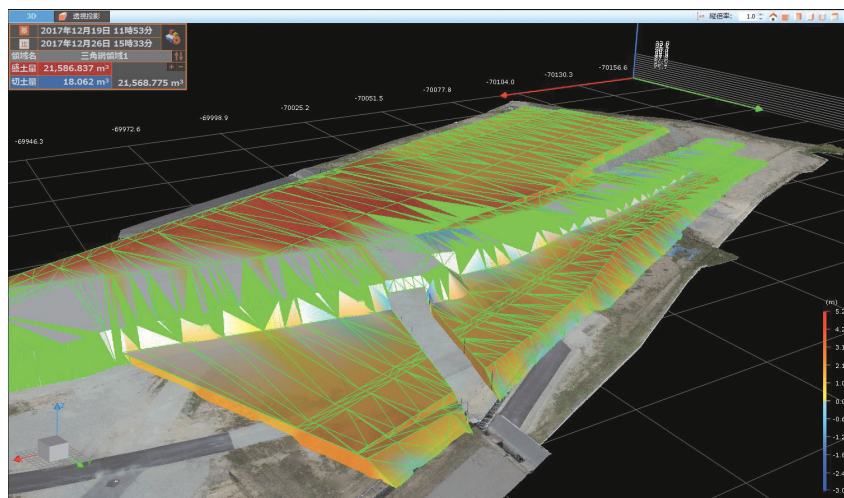 3D 透視投影
縦倍率: 1.0
2017年12月19日 11時53分
2017年12月26日 15時33分
領域名 三角網領域1
盛土量 21,586.837 m³
切土量 18.062 m³ 21,568.775 m³
-70156.6
-70130.3
-70104.0
-70077.8
-70051.5
-70025.2
-69998.9
-69972.6
-69946.3
(m)
5.2
4.2
3.1
2.1
1.0
0.0
-0.6
-1.2
-1.8
-2.4
-3.0
Z
Y